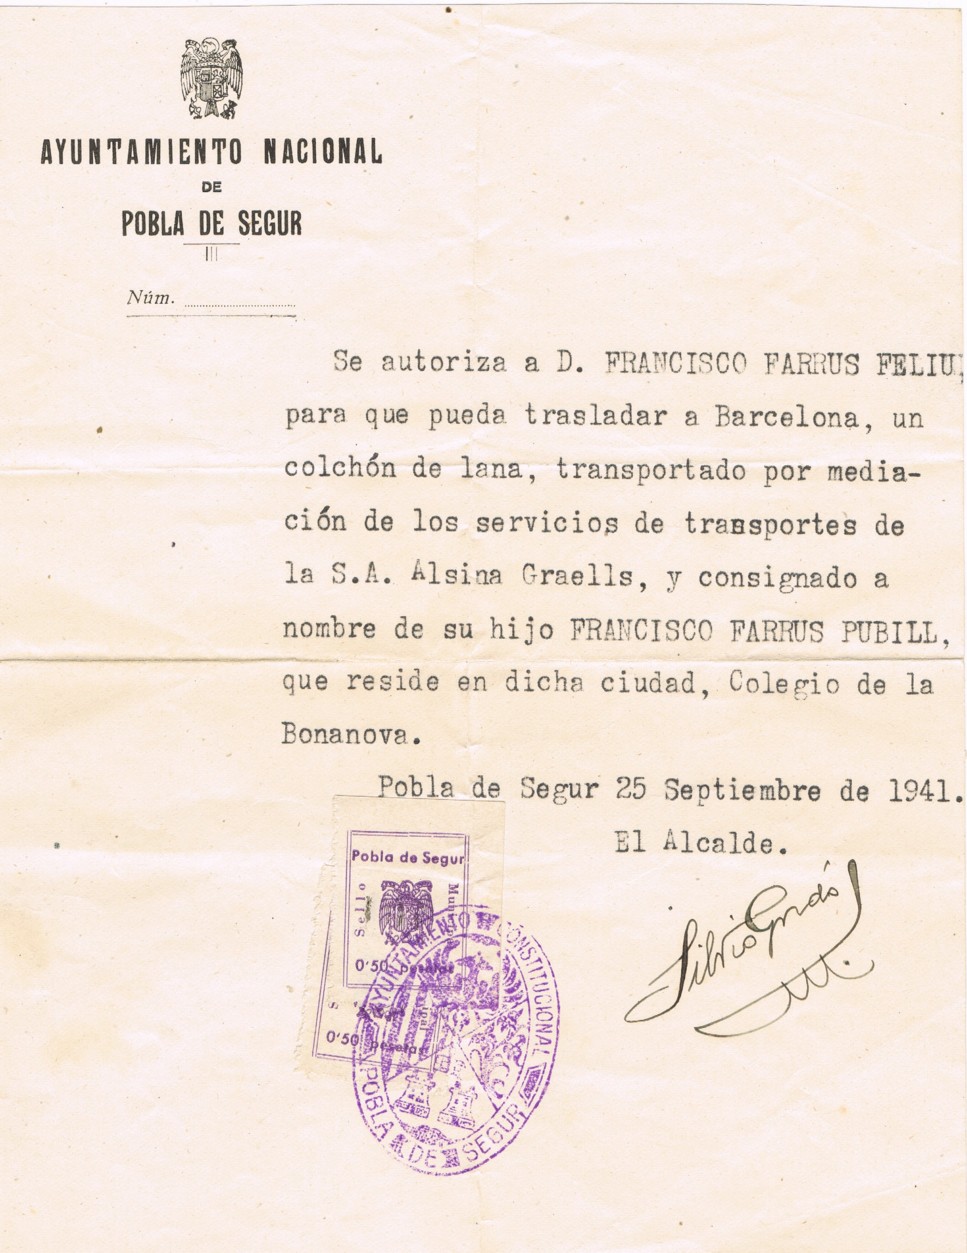 AYUNTAMIENTO NACIONAL
DE
POBLA DE SEGUR
Núm.
Se autoriza a D. FRANCISCO FARRUS FELIU,
para que pueda trasladar a Barcelona, un
colchón de lana, transportado por media-
ción de los servicios de transportes de
la S.A. Alsina Graells, y consignado a
nombre de su hijo FRANCISCO FARRUS PUBILL,
que reside en dicha ciudad, Colegio de la
Bonanova.
Pobla de Segur 25 Septiembre de 1941.
El Alcalde.
Pobla de Segur
Sello
0'50 pesetas
0'50 pesetas
AYUNTAMIENTO CONSTITUCIONAL
POBLA DE SEGUR
Silvio